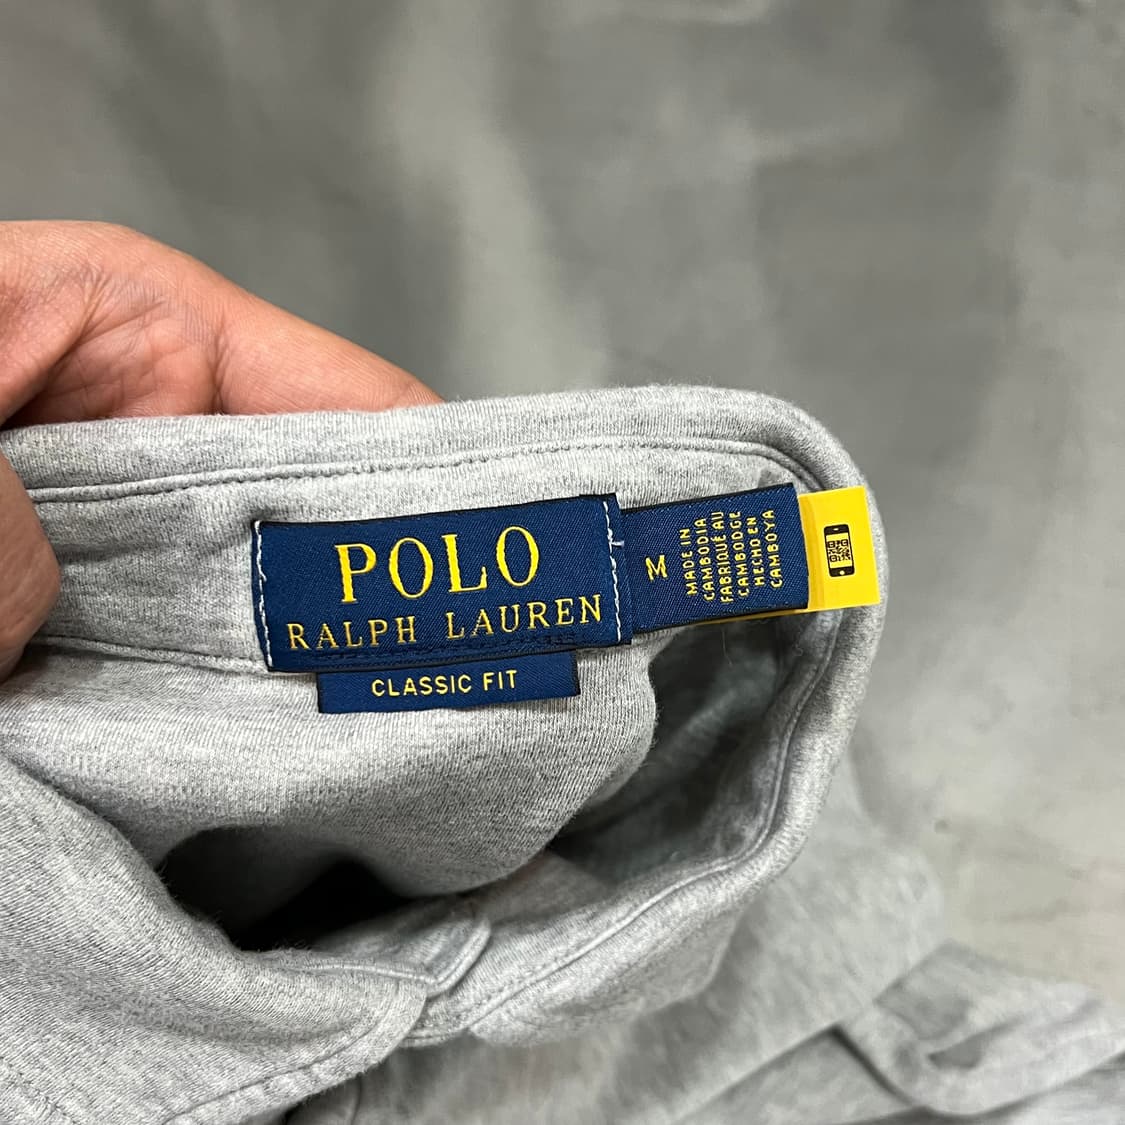 POLO
RALPH LAUREN
CLASSIC FIT
M
MADE IN
CAMBODIA
FABRIQUÉ AU
CAMBODGE
HECHO EN
CAMBOYA